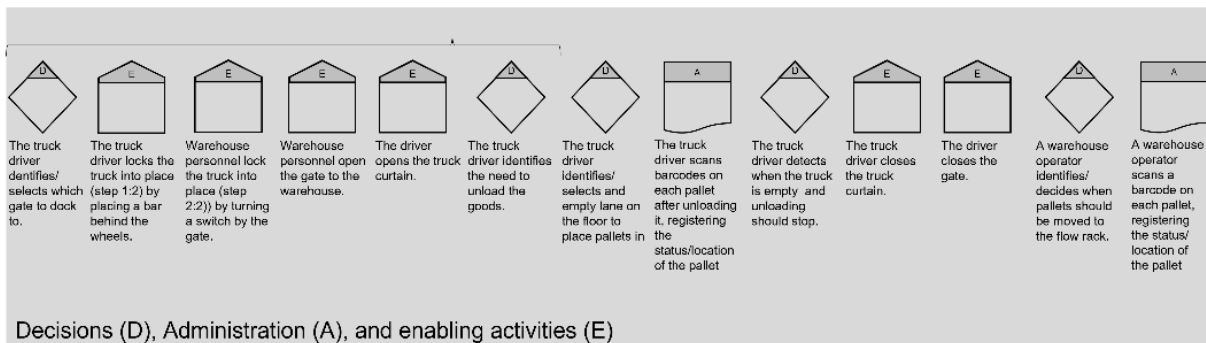 D
E
E
E
E
D
D
A
D
E
E
D
A
The truck
driver
dentifies/
selects which
gate to dock
to.
The truck
driver locks the
truck into place
(step 1:2) by
placing a bar
behind the
wheels.
Warehouse
personnel lock
the truck into
place (step
2:2)) by turning
a switch by the
gate.
Warehouse
personnel open
the gate to the
warehouse.
The driver
opens the truck
curtain.
The truck
driver identifies
the need to
unload the
goods.
The truck
driver
identifies/
selects and
empty lane on
the floor to
place pallets in
The truck
driver scans
barcodes on
each pallet
after unloading
it, registering
the
status/location
of the pallet
The truck
driver detects
when the truck
is empty and
unloading
should stop.
The truck
driver closes
the truck
curtain.
The driver
closes the
gate.
A warehouse
operator
identifies/
decides when
pallets should
be moved to
the flow rack.
A warehouse
operator
scans a
barcode on
each pallet,
registering
the status/
location of
the pallet
Decisions (D), Administration (A), and enabling activities (E)